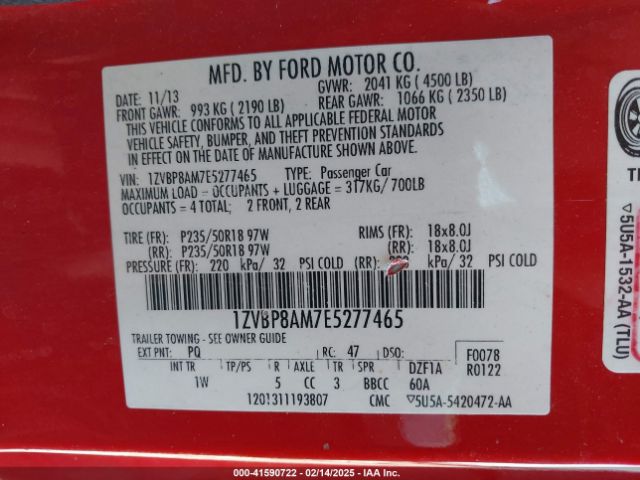 MFD. BY FORD MOTOR CO.
DATE: 11/13
GVWR: 2041 KG ( 4500 LB)
FRONT GAWR: 993 KG ( 2190 LB)
REAR GAWR: 1066 KG ( 2350 LB)
THIS VEHICLE CONFORMS TO ALL APPLICABLE FEDERAL MOTOR
VEHICLE SAFETY, BUMPER, AND THEFT PREVENTION STANDARDS
IN EFFECT ON THE DATE OF MANUFACTURE SHOWN ABOVE.
VIN: 1ZVBP8AM7E5277465 TYPE: Passenger Car
MAXIMUM LOAD = OCCUPANTS + LUGGAGE = 317KG/ 700LB
OCCUPANTS = 4 TOTAL; 2 FRONT, 2 REAR
TIRE (FR): P235/50R18 97W RIMS (FR): 18x8.0J
(RR): P235/50R18 97W (RR): 18x8.0J
PRESSURE (FR): 220 kPa/ 32 PSI COLD (RR): kPa/ 32 PSI COLD
1ZVBP8AM7E5277465
TRAILER TOWING - SEE OWNER GUIDE
EXT PNT: PQ RC: 47 DSO: F0078
INT TR TP/PS R AXLE TR SPR DZF1A R0122
1W 5 CC 3 BBCC 60A
1201311193807 CMC ▽5U5A-5420472-AA
▽5U5A-1532-AA (TLU)
000-41590722 - 02/14/2025 - IAA Inc.